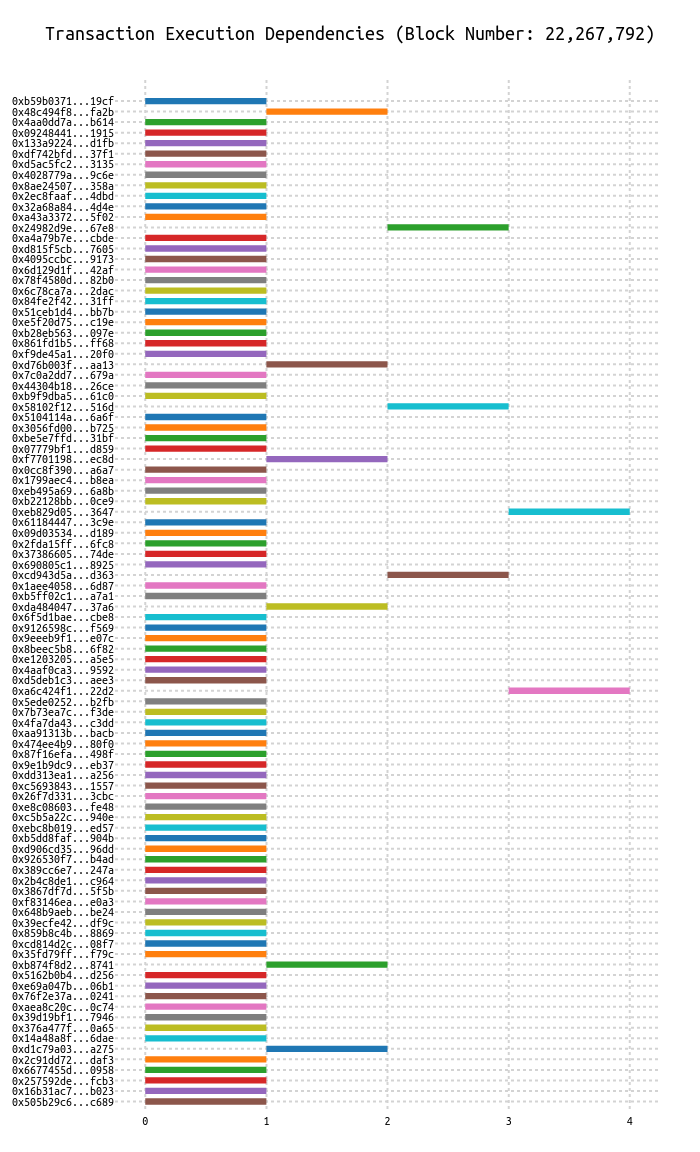 Transaction Execution Dependencies (Block Number: 22,267,792)
0xb59b0371...19cf
0x48c494f8...fa2b
0x4aa0dd7a...b614
0x09248441...1915
0x133a9224...d1fb
0xdf742bfd...37f1
0xd5ac5fc2...3135
0x4028779a...9c6e
0x8ae24507...358a
0x2ec8faaf...4dbd
0x32a68a84...4d4e
0xa43a3372...5f02
0x24982d9e...67e8
0xa4a79b7e...cbde
0xd815f5cb...7605
0x4095ccbc...9173
0x6d129d1f...42af
0x78f4580d...82b0
0x6c78ca7a...2dac
0x84fe2f42...31ff
0x51ceb1d4...bb7b
0xe5f20d75...c19e
0xb28eb563...097e
0x861fd1b5...ff68
0xf9de45a1...20f0
0xd76b003f...aa13
0x7c0a2dd7...679a
0x44304b18...26ce
0xb9f9dba5...61c0
0x58102f12...516d
0x5104114a...6a6f
0x3056fd00...b725
0xbe5e7ffd...31bf
0x07779bf1...d859
0xf7701198...ec8d
0x0cc8f390...a6a7
0x1799aec4...b8ea
0xeb495a69...6a8b
0xb22128bb...0ce9
0xeb829d05...3647
0x61184447...3c9e
0x09d03534...d189
0x2fda15ff...6fc8
0x37386605...74de
0x690805c1...8925
0xcd943d5a...d363
0x1aee4058...6d87
0xb5ff02c1...a7a1
0xda484047...37a6
0x6f5d1bae...cbe8
0x9126598c...f569
0x9eeeb9f1...e07c
0x8beec5b8...6f82
0xe1203205...a5e5
0x4aaf0ca3...9592
0xd5deb1c3...aee3
0xa6c424f1...22d2
0x5ede0252...b2fb
0x7b73ea7c...f3de
0x4fa7da43...c3dd
0xaa91313b...bacb
0x474ee4b9...80f0
0x87f16efa...498f
0x9e1b9dc9...eb37
0xdd313ea1...a256
0xc5693843...1557
0x26f7d331...3cbc
0xe8c08603...fe48
0xc5b5a22c...940e
0xebc8b019...ed57
0xb5dd8faf...904b
0xd906cd35...96dd
0x926530f7...b4ad
0x389cc6e7...247a
0x2b4c8de1...c964
0x3867df7d...5f5b
0xf83146ea...e0a3
0x648b9aeb...be24
0x39ecfe42...df9c
0x859b8c4b...8869
0xcd814d2c...08f7
0x35fd79ff...f79c
0xb874f8d2...8741
0x5162b0b4...d256
0xe69a047b...06b1
0x76f2e37a...0241
0xaea8c20c...0c74
0x39d19bf1...7946
0x376a477f...0a65
0x14a48a8f...6dae
0xd1c79a03...a275
0x2c91dd72...daf3
0x6677455d...0958
0x257592de...fcb3
0x16b31ac7...b023
0x505b29c6...c689
0 1 2 3 4